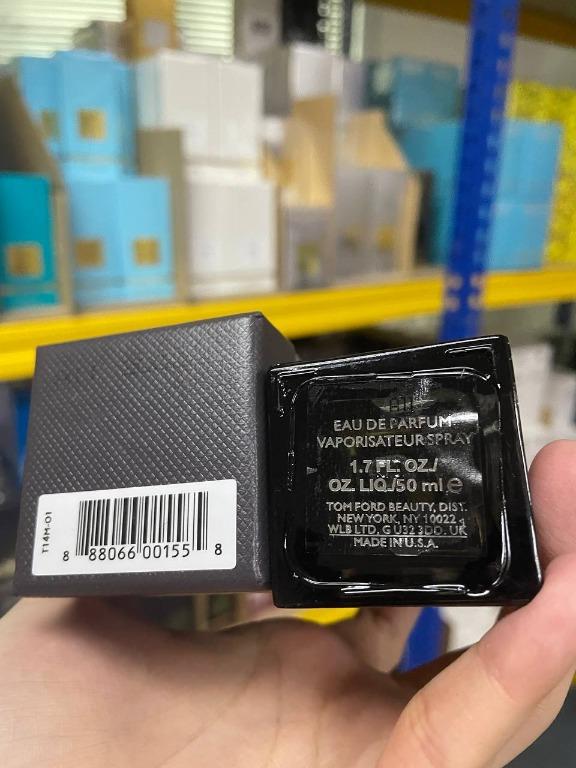 T14M-01
8 88066 00155 8
EAU DE PARFUM
VAPORISATEUR SPRAY
1.7 FL. OZ./
OZ. LIQ./50 ml ℮
TOM FORD BEAUTY, DIST.
NEW YORK, NY 10022
WLB LTD. GU32 3DD. UK
MADE IN U.S.A.